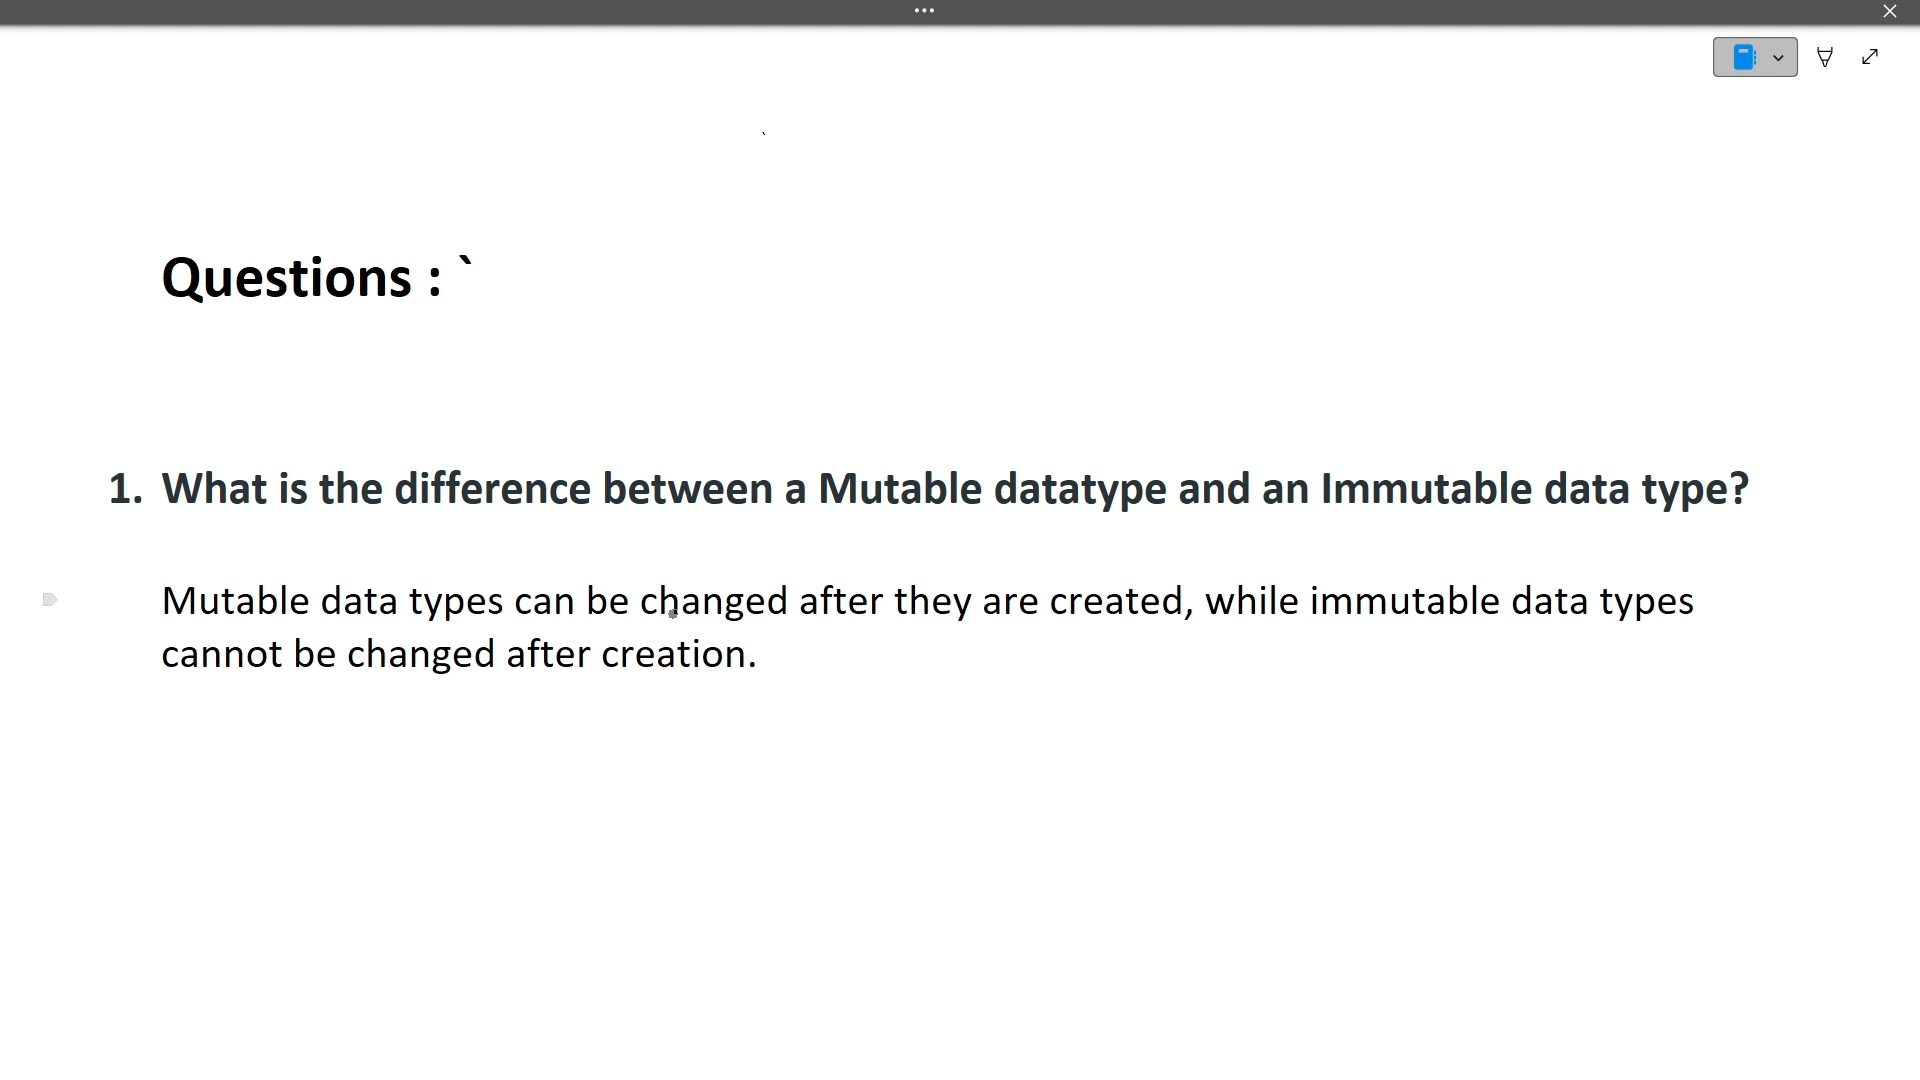 `
Questions : `
1. What is the difference between a Mutable datatype and an Immutable data type?
Mutable data types can be changed after they are created, while immutable data types
cannot be changed after creation.